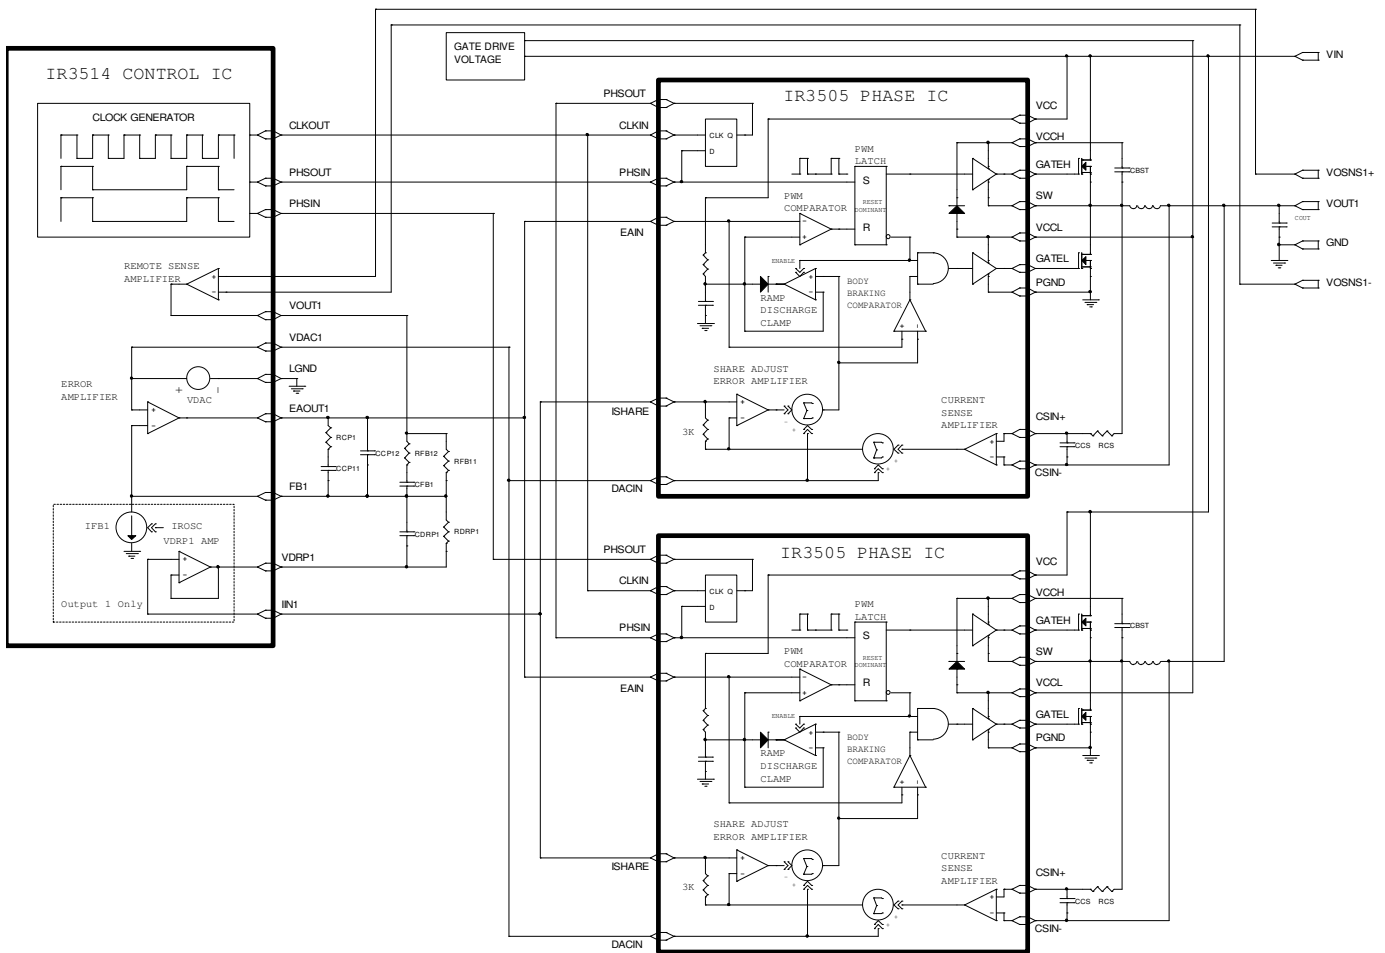 GATE DRIVE
VOLTAGE
VIN
IR3514 CONTROL IC
CLOCK GENERATOR
CLKOUT
PHSOUT
PHSIN
REMOTE SENSE
AMPLIFIER
+
−
VOUT1
VDAC1
LGND
+
−
VDAC
ERROR
AMPLIFIER
+
−
EAOUT1
RCP1
CCP11
CCP12
RFB12
RFB11
CFB1
FB1
IFB1
IROSC
CDRP1
RDRP1
VDRP1 AMP
+
−
VDRP1
Output 1 Only
IIN1
IR3505 PHASE IC
PHSOUT
CLKIN
CLK Q
D
PHSIN
EAIN
PWM
LATCH
S
RESET
DOMINANT
R
PWM
COMPARATOR
−
+
ENABLE
+
−
RAMP
DISCHARGE
CLAMP
BODY
BRAKING
COMPARATOR
+
−
SHARE ADJUST
ERROR AMPLIFIER
ISHARE
3K
+
−
Σ
−
+
Σ
+
+
CURRENT
SENSE
AMPLIFIER
+
−
DACIN
VCC
VCCH
GATEH
CBST
SW
VCCL
GATEL
PGND
CSIN+
CCS
RCS
CSIN-
VOSNS1+
VOUT1
COUT
GND
VOSNS1-
IR3505 PHASE IC
PHSOUT
CLKIN
CLK Q
D
PHSIN
EAIN
PWM
LATCH
S
RESET
DOMINANT
R
PWM
COMPARATOR
−
+
ENABLE
+
−
RAMP
DISCHARGE
CLAMP
BODY
BRAKING
COMPARATOR
+
−
SHARE ADJUST
ERROR AMPLIFIER
ISHARE
3K
+
−
Σ
−
+
Σ
+
+
CURRENT
SENSE
AMPLIFIER
+
−
DACIN
VCC
VCCH
GATEH
CBST
SW
VCCL
GATEL
PGND
CSIN+
CCS
RCS
CSIN-